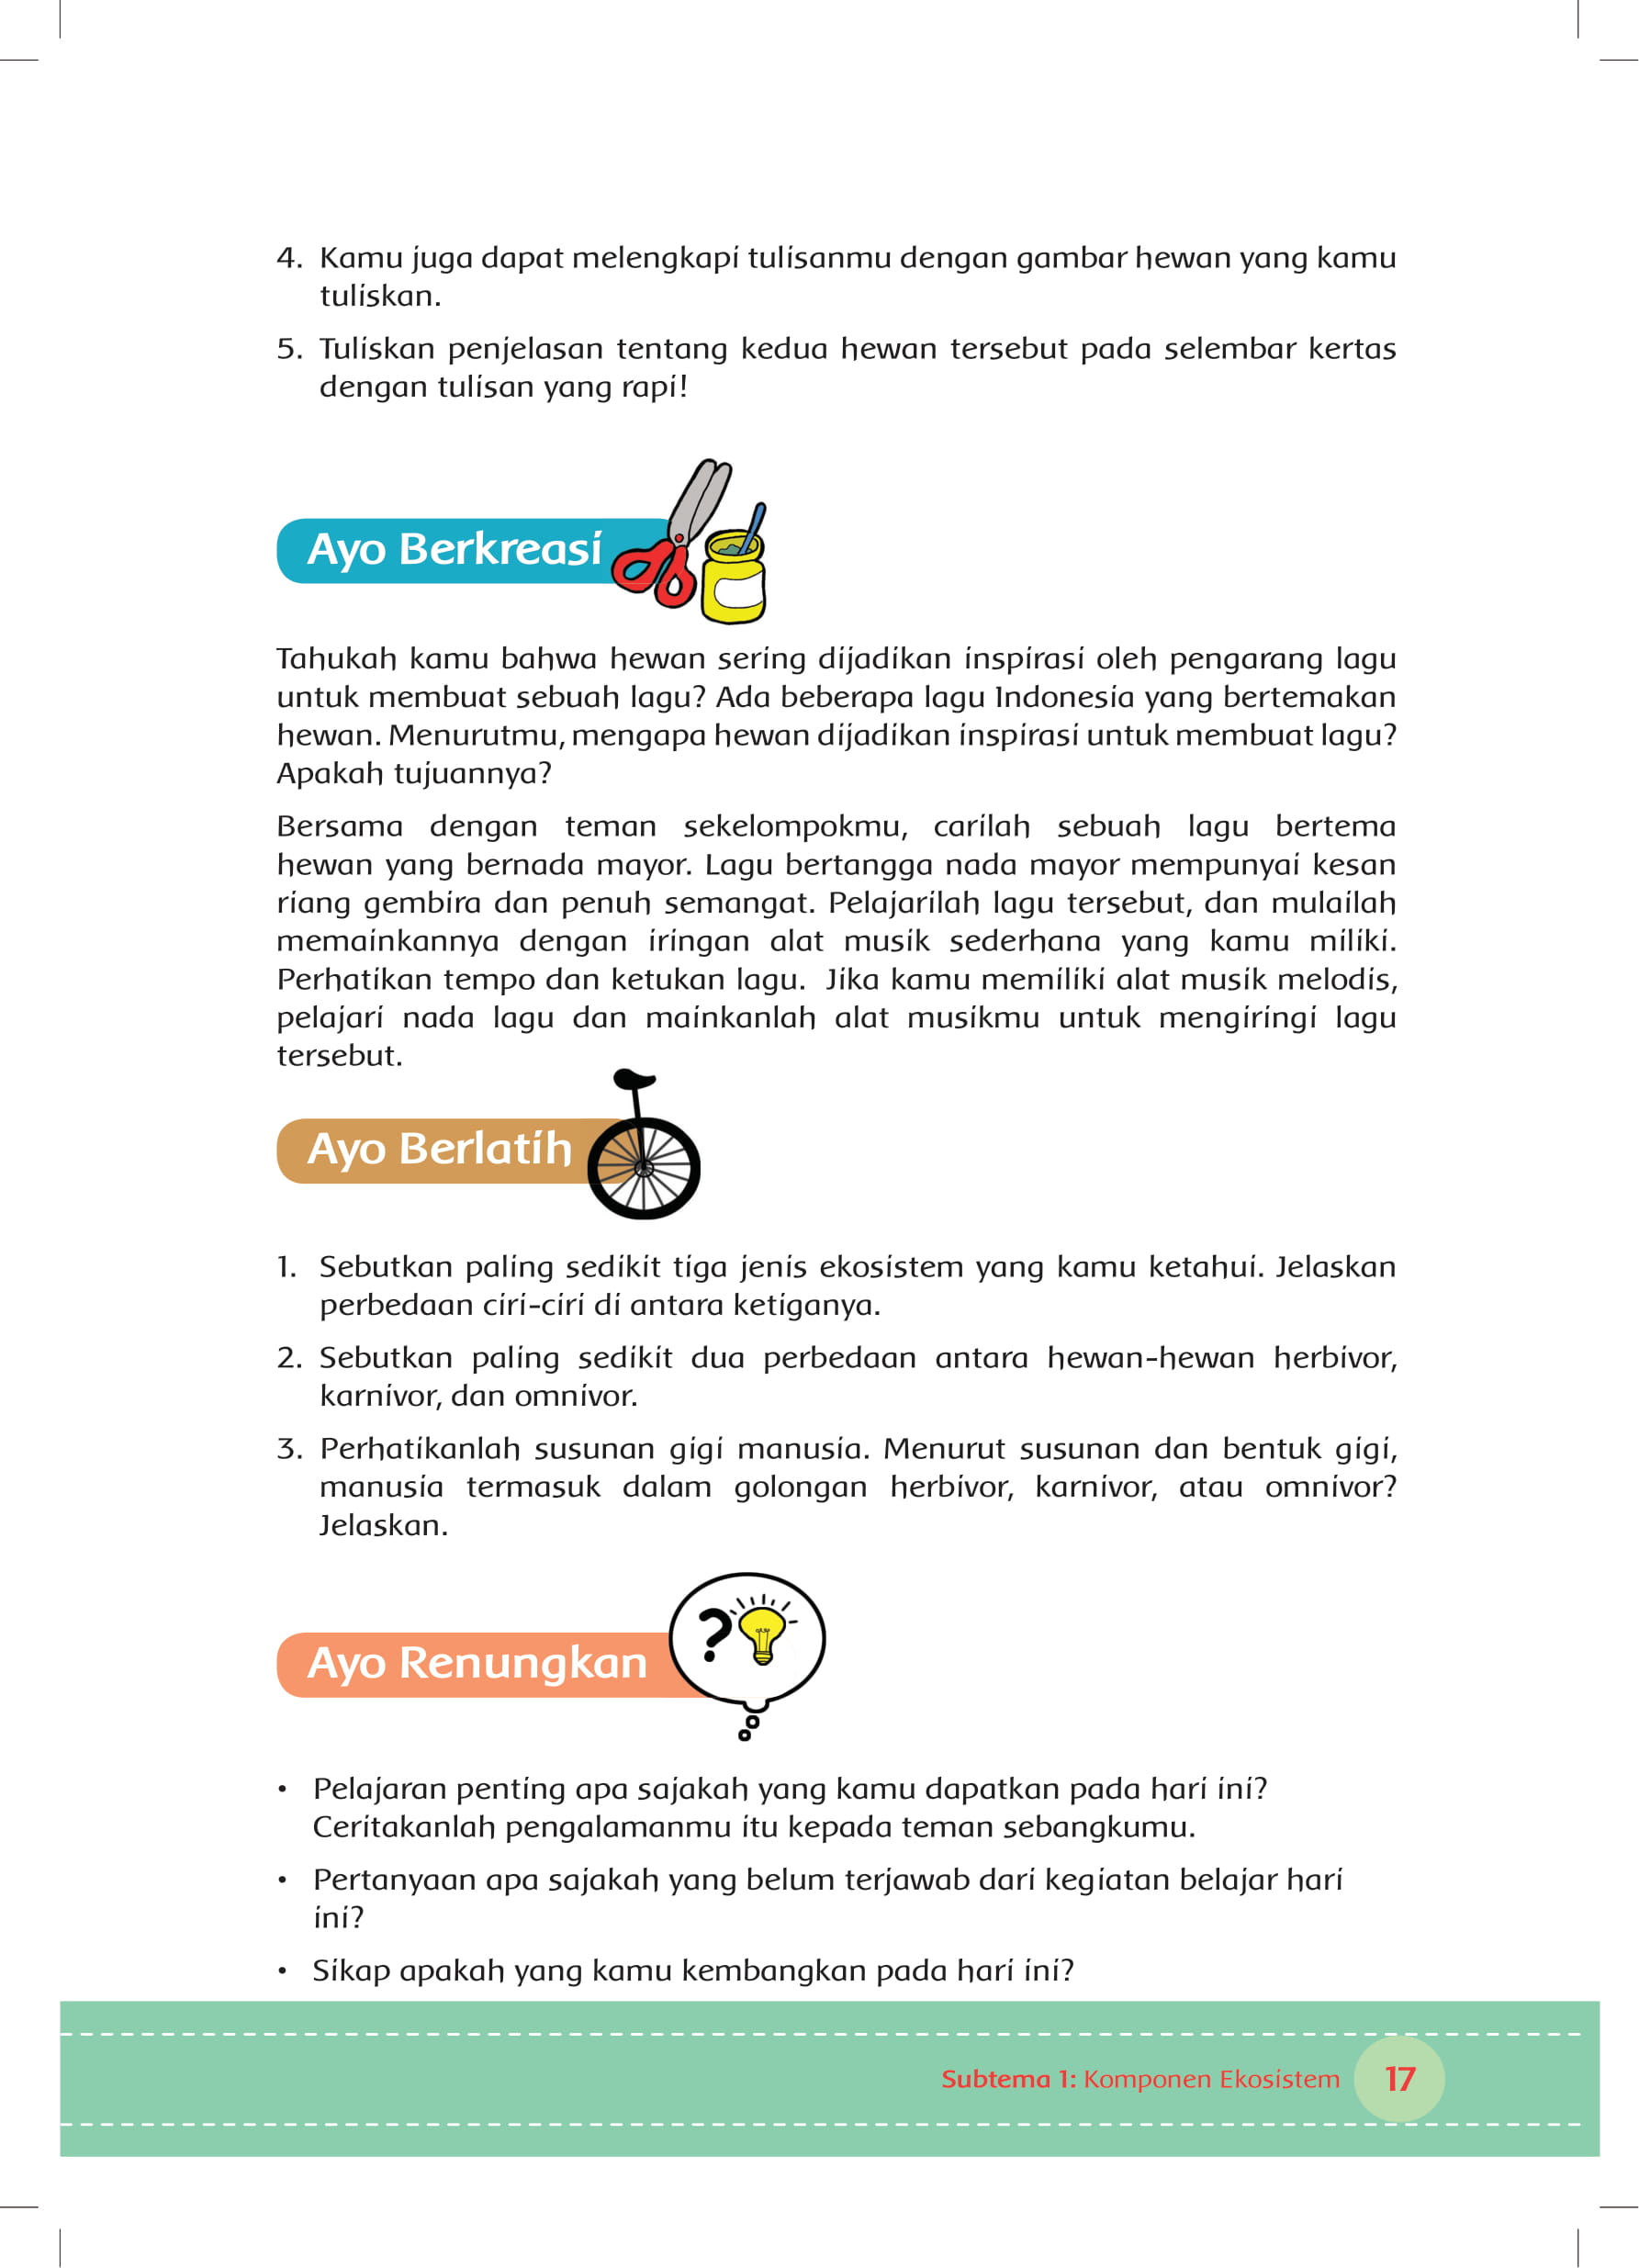 4. Kamu juga dapat melengkapi tulisanmu dengan gambar hewan yang kamu
tuliskan.
5. Tuliskan penjelasan tentang kedua hewan tersebut pada selembar kertas
dengan tulisan yang rapi!
Ayo Berkreasi
Tahukah kamu bahwa hewan sering dijadikan inspirasi oleh pengarang lagu
untuk membuat sebuah lagu? Ada beberapa lagu Indonesia yang bertemakan
hewan. Menurutmu, mengapa hewan dijadikan inspirasi untuk membuat lagu?
Apakah tujuannya?
Bersama dengan teman sekelompokmu, carilah sebuah lagu bertema
hewan yang bernada mayor. Lagu bertangga nada mayor mempunyai kesan
riang gembira dan penuh semangat. Pelajarilah lagu tersebut, dan mulailah
memainkannya dengan iringan alat musik sederhana yang kamu miliki.
Perhatikan tempo dan ketukan lagu. Jika kamu memiliki alat musik melodis,
pelajari nada lagu dan mainkanlah alat musikmu untuk mengiringi lagu
tersebut.
Ayo Berlatih
1. Sebutkan paling sedikit tiga jenis ekosistem yang kamu ketahui. Jelaskan
perbedaan ciri-ciri di antara ketiganya.
2. Sebutkan paling sedikit dua perbedaan antara hewan-hewan herbivor,
karnivor, dan omnivor.
3. Perhatikanlah susunan gigi manusia. Menurut susunan dan bentuk gigi,
manusia termasuk dalam golongan herbivor, karnivor, atau omnivor?
Jelaskan.
?
Ayo Renungkan
• Pelajaran penting apa sajakah yang kamu dapatkan pada hari ini?
Ceritakanlah pengalamanmu itu kepada teman sebangkumu.
• Pertanyaan apa sajakah yang belum terjawab dari kegiatan belajar hari
ini?
• Sikap apakah yang kamu kembangkan pada hari ini?
Subtema 1: Komponen Ekosistem 17